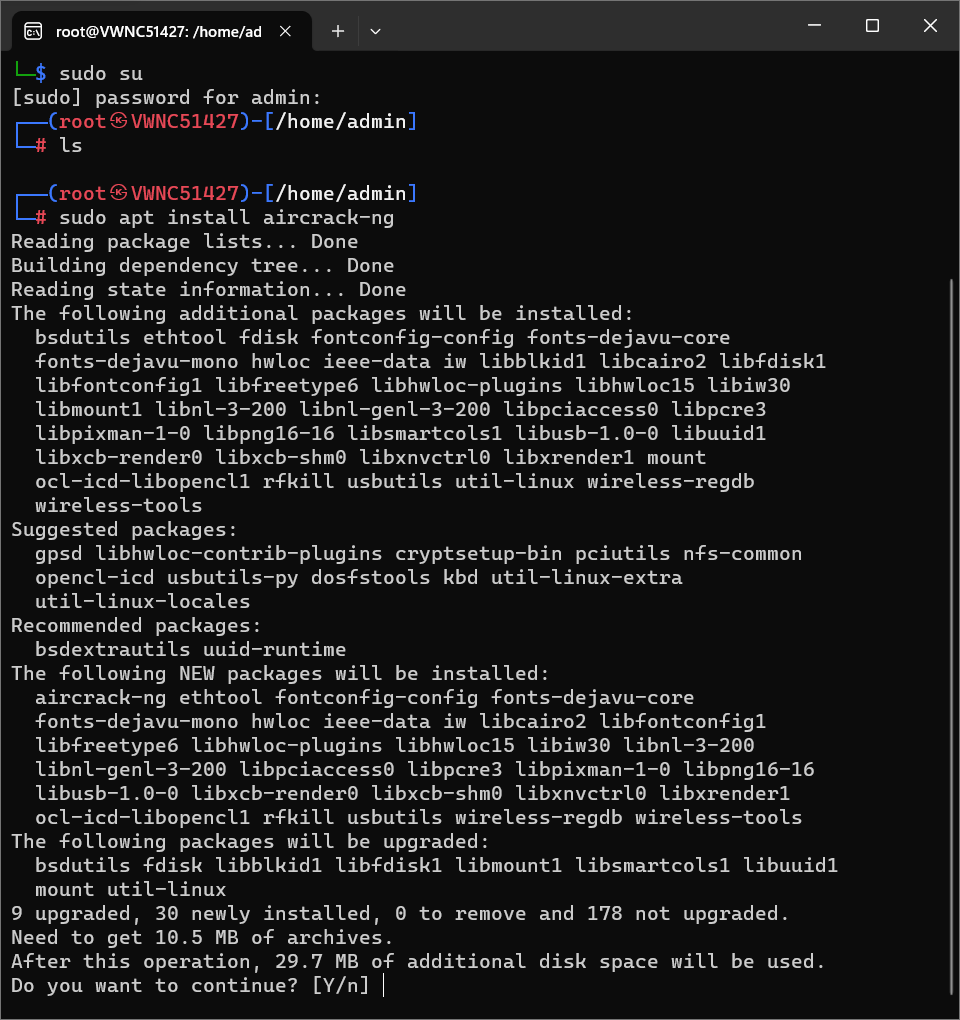 root@VWNC51427: /home/ad
└─$ sudo su
[sudo] password for admin:
┌──(root㉿VWNC51427)-[/home/admin]
└─# ls
┌──(root㉿VWNC51427)-[/home/admin]
└─# sudo apt install aircrack-ng
Reading package lists... Done
Building dependency tree... Done
Reading state information... Done
The following additional packages will be installed:
bsdutils ethtool fdisk fontconfig-config fonts-dejavu-core
fonts-dejavu-mono hwloc ieee-data iw libblkid1 libcairo2 libfdisk1
libfontconfig1 libfreetype6 libhwloc-plugins libhwloc15 libiw30
libmount1 libnl-3-200 libnl-genl-3-200 libpciaccess0 libpcre3
libpixman-1-0 libpng16-16 libsmartcols1 libusb-1.0-0 libuuid1
libxcb-render0 libxcb-shm0 libxnvctrl0 libxrender1 mount
ocl-icd-libopencl1 rfkill usbutils util-linux wireless-regdb
wireless-tools
Suggested packages:
gpsd libhwloc-contrib-plugins cryptsetup-bin pciutils nfs-common
opencl-icd usbutils-py dosfstools kbd util-linux-extra
util-linux-locales
Recommended packages:
bsdextrautils uuid-runtime
The following NEW packages will be installed:
aircrack-ng ethtool fontconfig-config fonts-dejavu-core
fonts-dejavu-mono hwloc ieee-data iw libcairo2 libfontconfig1
libfreetype6 libhwloc-plugins libhwloc15 libiw30 libnl-3-200
libnl-genl-3-200 libpciaccess0 libpcre3 libpixman-1-0 libpng16-16
libusb-1.0-0 libxcb-render0 libxcb-shm0 libxnvctrl0 libxrender1
ocl-icd-libopencl1 rfkill usbutils wireless-regdb wireless-tools
The following packages will be upgraded:
bsdutils fdisk libblkid1 libfdisk1 libmount1 libsmartcols1 libuuid1
mount util-linux
9 upgraded, 30 newly installed, 0 to remove and 178 not upgraded.
Need to get 10.5 MB of archives.
After this operation, 29.7 MB of additional disk space will be used.
Do you want to continue? [Y/n]